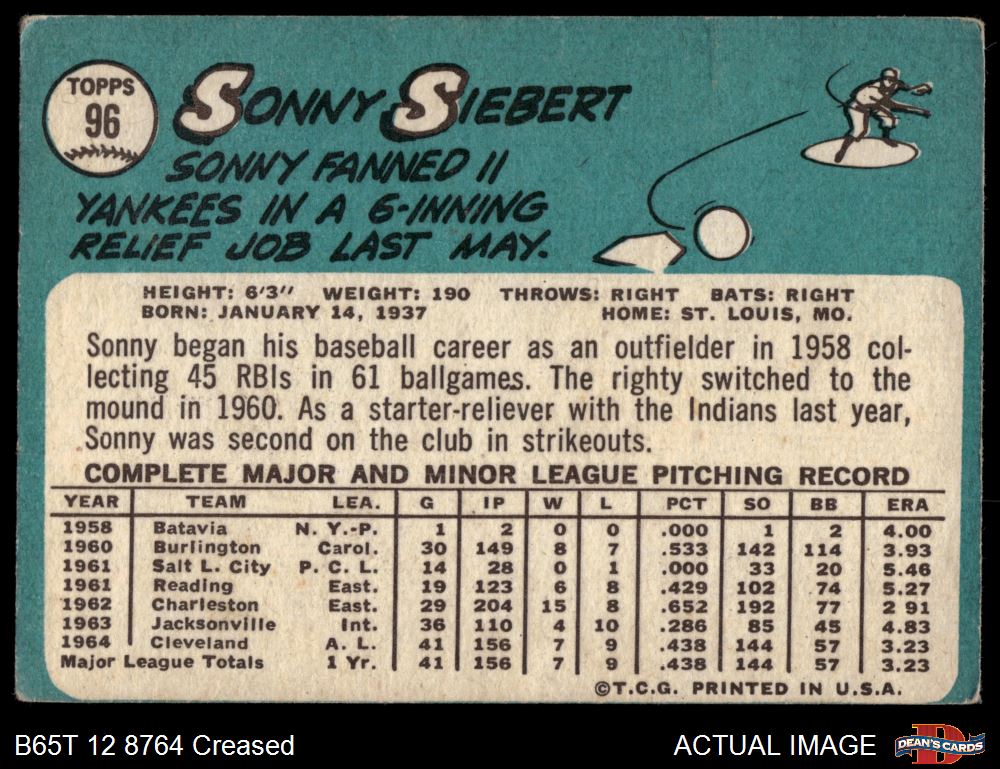 TOPPS
96
SONNY SIEBERT
SONNY FANNED 11
YANKEES IN A 6-INNING
RELIEF JOB LAST MAY.
HEIGHT: 6'3" WEIGHT: 190 THROWS: RIGHT BATS: RIGHT
BORN: JANUARY 14, 1937 HOME: ST. LOUIS, MO.
Sonny began his baseball career as an outfielder in 1958 col-
lecting 45 RBIs in 61 ballgames. The righty switched to the
mound in 1960. As a starter-reliever with the Indians last year,
Sonny was second on the club in strikeouts.
COMPLETE MAJOR AND MINOR LEAGUE PITCHING RECORD
YEAR TEAM LEA. G IP W L PCT SO BB ERA
1958 Batavia N. Y.-P. 1 2 0 0 .000 1 2 4.00
1960 Burlington Carol. 30 149 8 7 .533 142 114 3.93
1961 Salt L. City P. C. L. 14 28 0 1 .000 33 20 5.46
1961 Reading East. 19 123 6 8 .429 102 74 5.27
1962 Charleston East. 29 204 15 8 .652 192 77 2 91
1963 Jacksonville Int. 36 110 4 10 .286 85 45 4.83
1964 Cleveland A. L. 41 156 7 9 .438 144 57 3.23
Major League Totals 1 Yr. 41 156 7 9 .438 144 57 3.23
©T.C.G. PRINTED IN U.S.A.
B65T 12 8764 Creased
ACTUAL IMAGE
D
DEAN'S CARDS